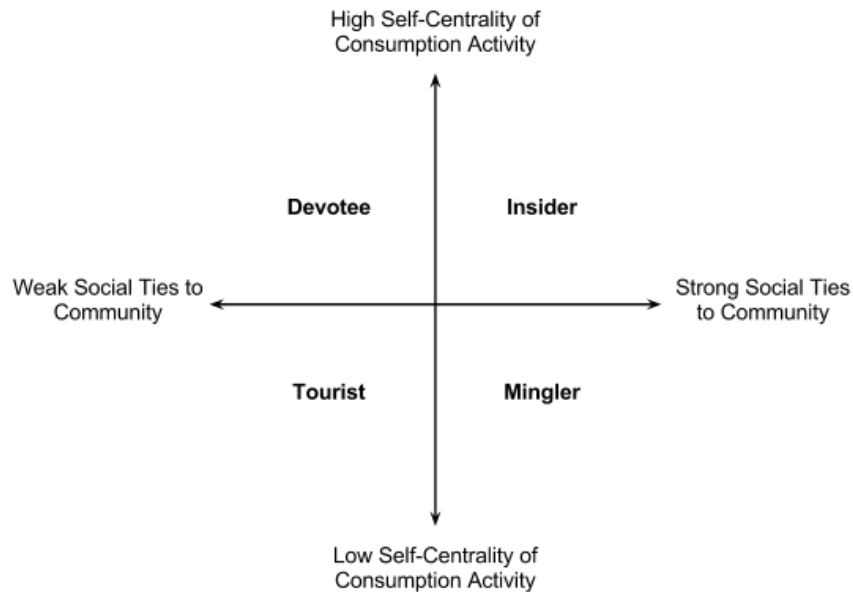 High Self-Centrality of
Consumption Activity
Devotee
Insider
Weak Social Ties to
Community
Strong Social Ties
to Community
Tourist
Mingler
Low Self-Centrality of
Consumption Activity